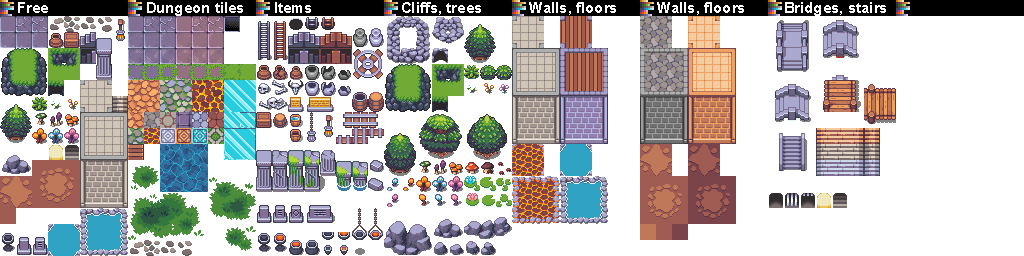 Free
Dungeon tiles
Items
Cliffs, trees
Walls, floors
Walls, floors
Bridges, stairs